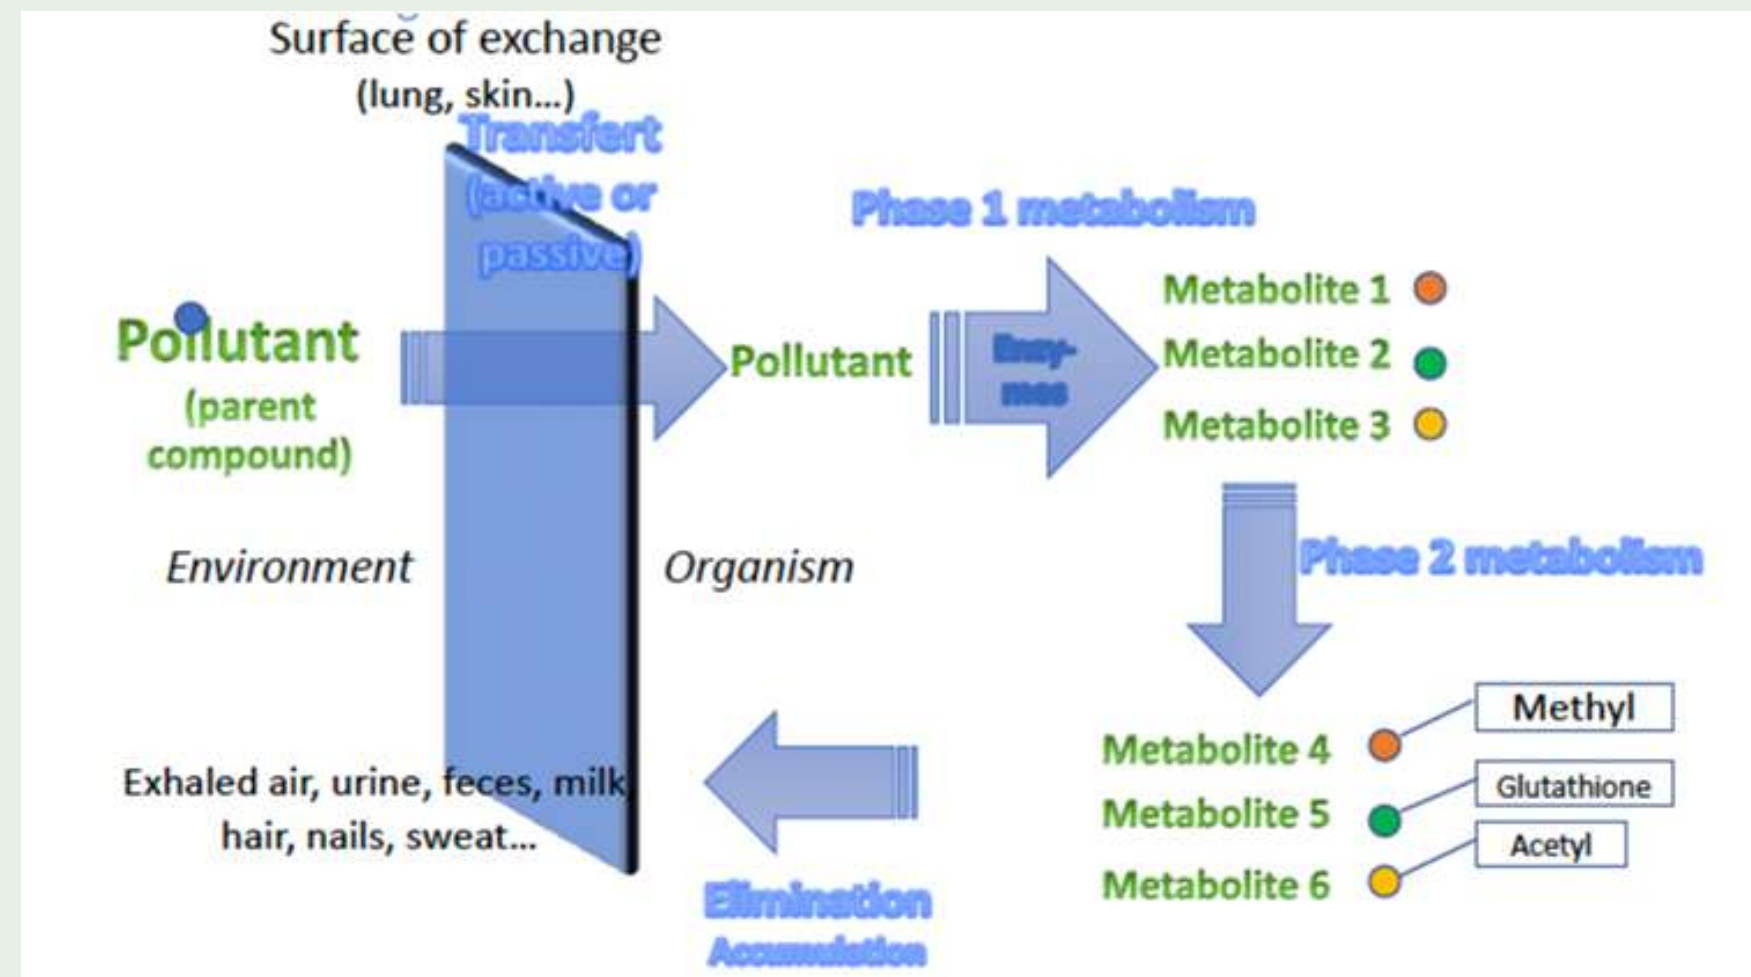 Surface of exchange
(lung, skin...)
Transfert
(active or
passive)
Pollutant
(parent
compound)
Pollutant
Phase 1 metabolism
Enzy-
mes
Metabolite 1
Metabolite 2
Metabolite 3
Environment
Organism
Phase 2 metabolism
Metabolite 4
Methyl
Metabolite 5
Glutathione
Metabolite 6
Acetyl
Exhaled air, urine, feces, milk,
hair, nails, sweat...
Elimination
Accumulation